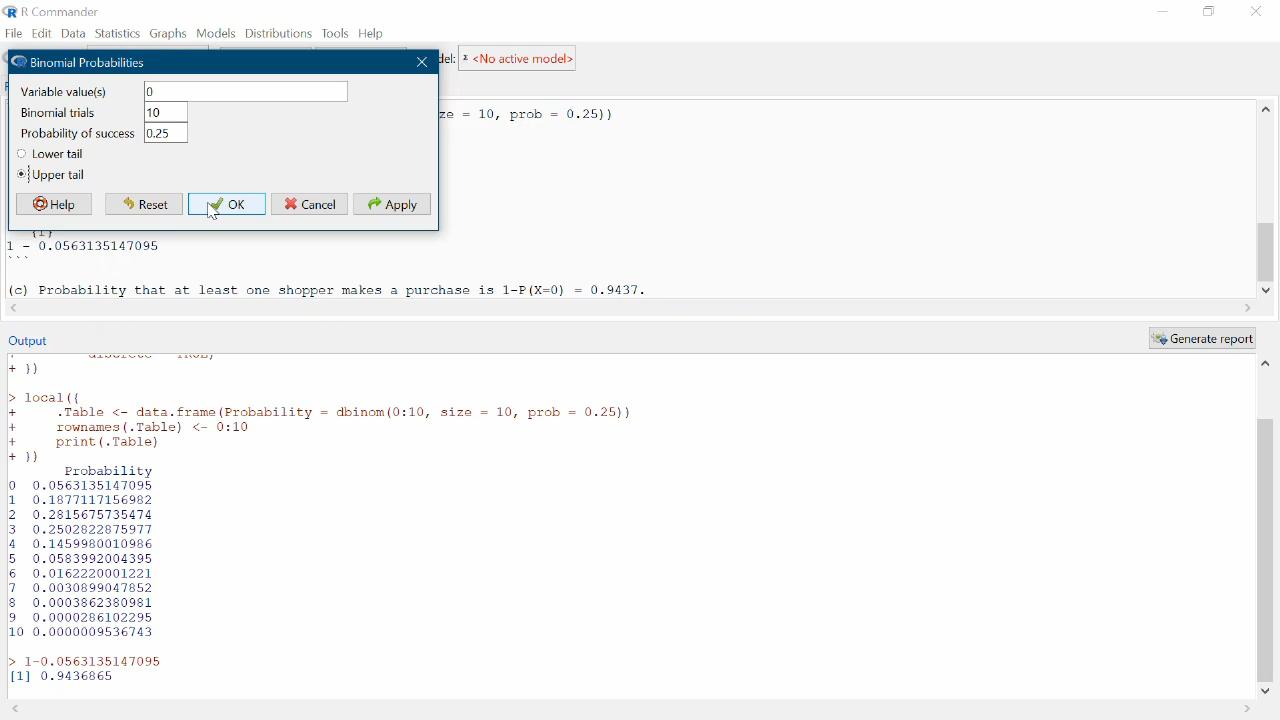 R Commander
File Edit Data Statistics Graphs Models Distributions Tools Help
del: Σ <No active model>
Binomial Probabilities
Variable value(s) 0
Binomial trials 10
Probability of success 0.25
Lower tail
Upper tail
Help Reset OK Cancel Apply
ze = 10, prob = 0.25))
1 - 0.0563135147095
```
(c) Probability that at least one shopper makes a purchase is 1-P(X=0) = 0.9437.
Output
Generate report
+ })
> local({
+ .Table <- data.frame(Probability = dbinom(0:10, size = 10, prob = 0.25))
+ rownames(.Table) <- 0:10
+ print(.Table)
+ })
Probability
0 0.0563135147095
1 0.1877117156982
2 0.2815675735474
3 0.2502822875977
4 0.1459980010986
5 0.0583992004395
6 0.0162220001221
7 0.0030899047852
8 0.0003862380981
9 0.0000286102295
10 0.0000009536743
> 1-0.0563135147095
[1] 0.9436865